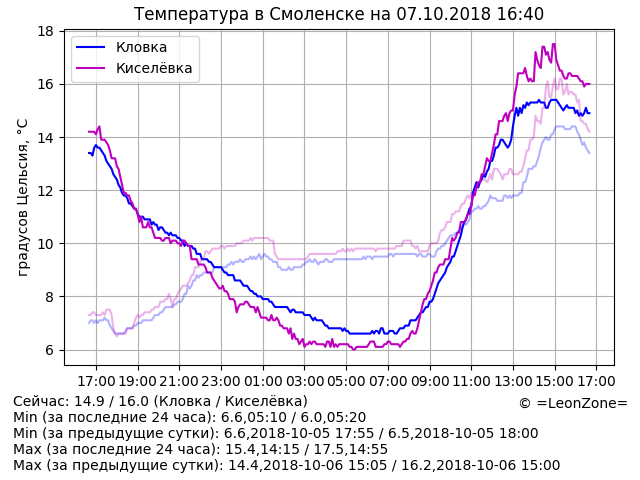 Температура в Смоленске на 07.10.2018 16:40
Кловка
Киселёвка
градусов Цельсия, °C
18
16
14
12
10
8
6
17:00 19:00 21:00 23:00 01:00 03:00 05:00 07:00 09:00 11:00 13:00 15:00 17:00
Сейчас: 14.9 / 16.0 (Кловка / Киселёвка)
© =LeonZone=
Min (за последние 24 часа): 6.6,05:10 / 6.0,05:20
Min (за предыдущие сутки): 6.6,2018-10-05 17:55 / 6.5,2018-10-05 18:00
Max (за последние 24 часа): 15.4,14:15 / 17.5,14:55
Max (за предыдущие сутки): 14.4,2018-10-06 15:05 / 16.2,2018-10-06 15:00